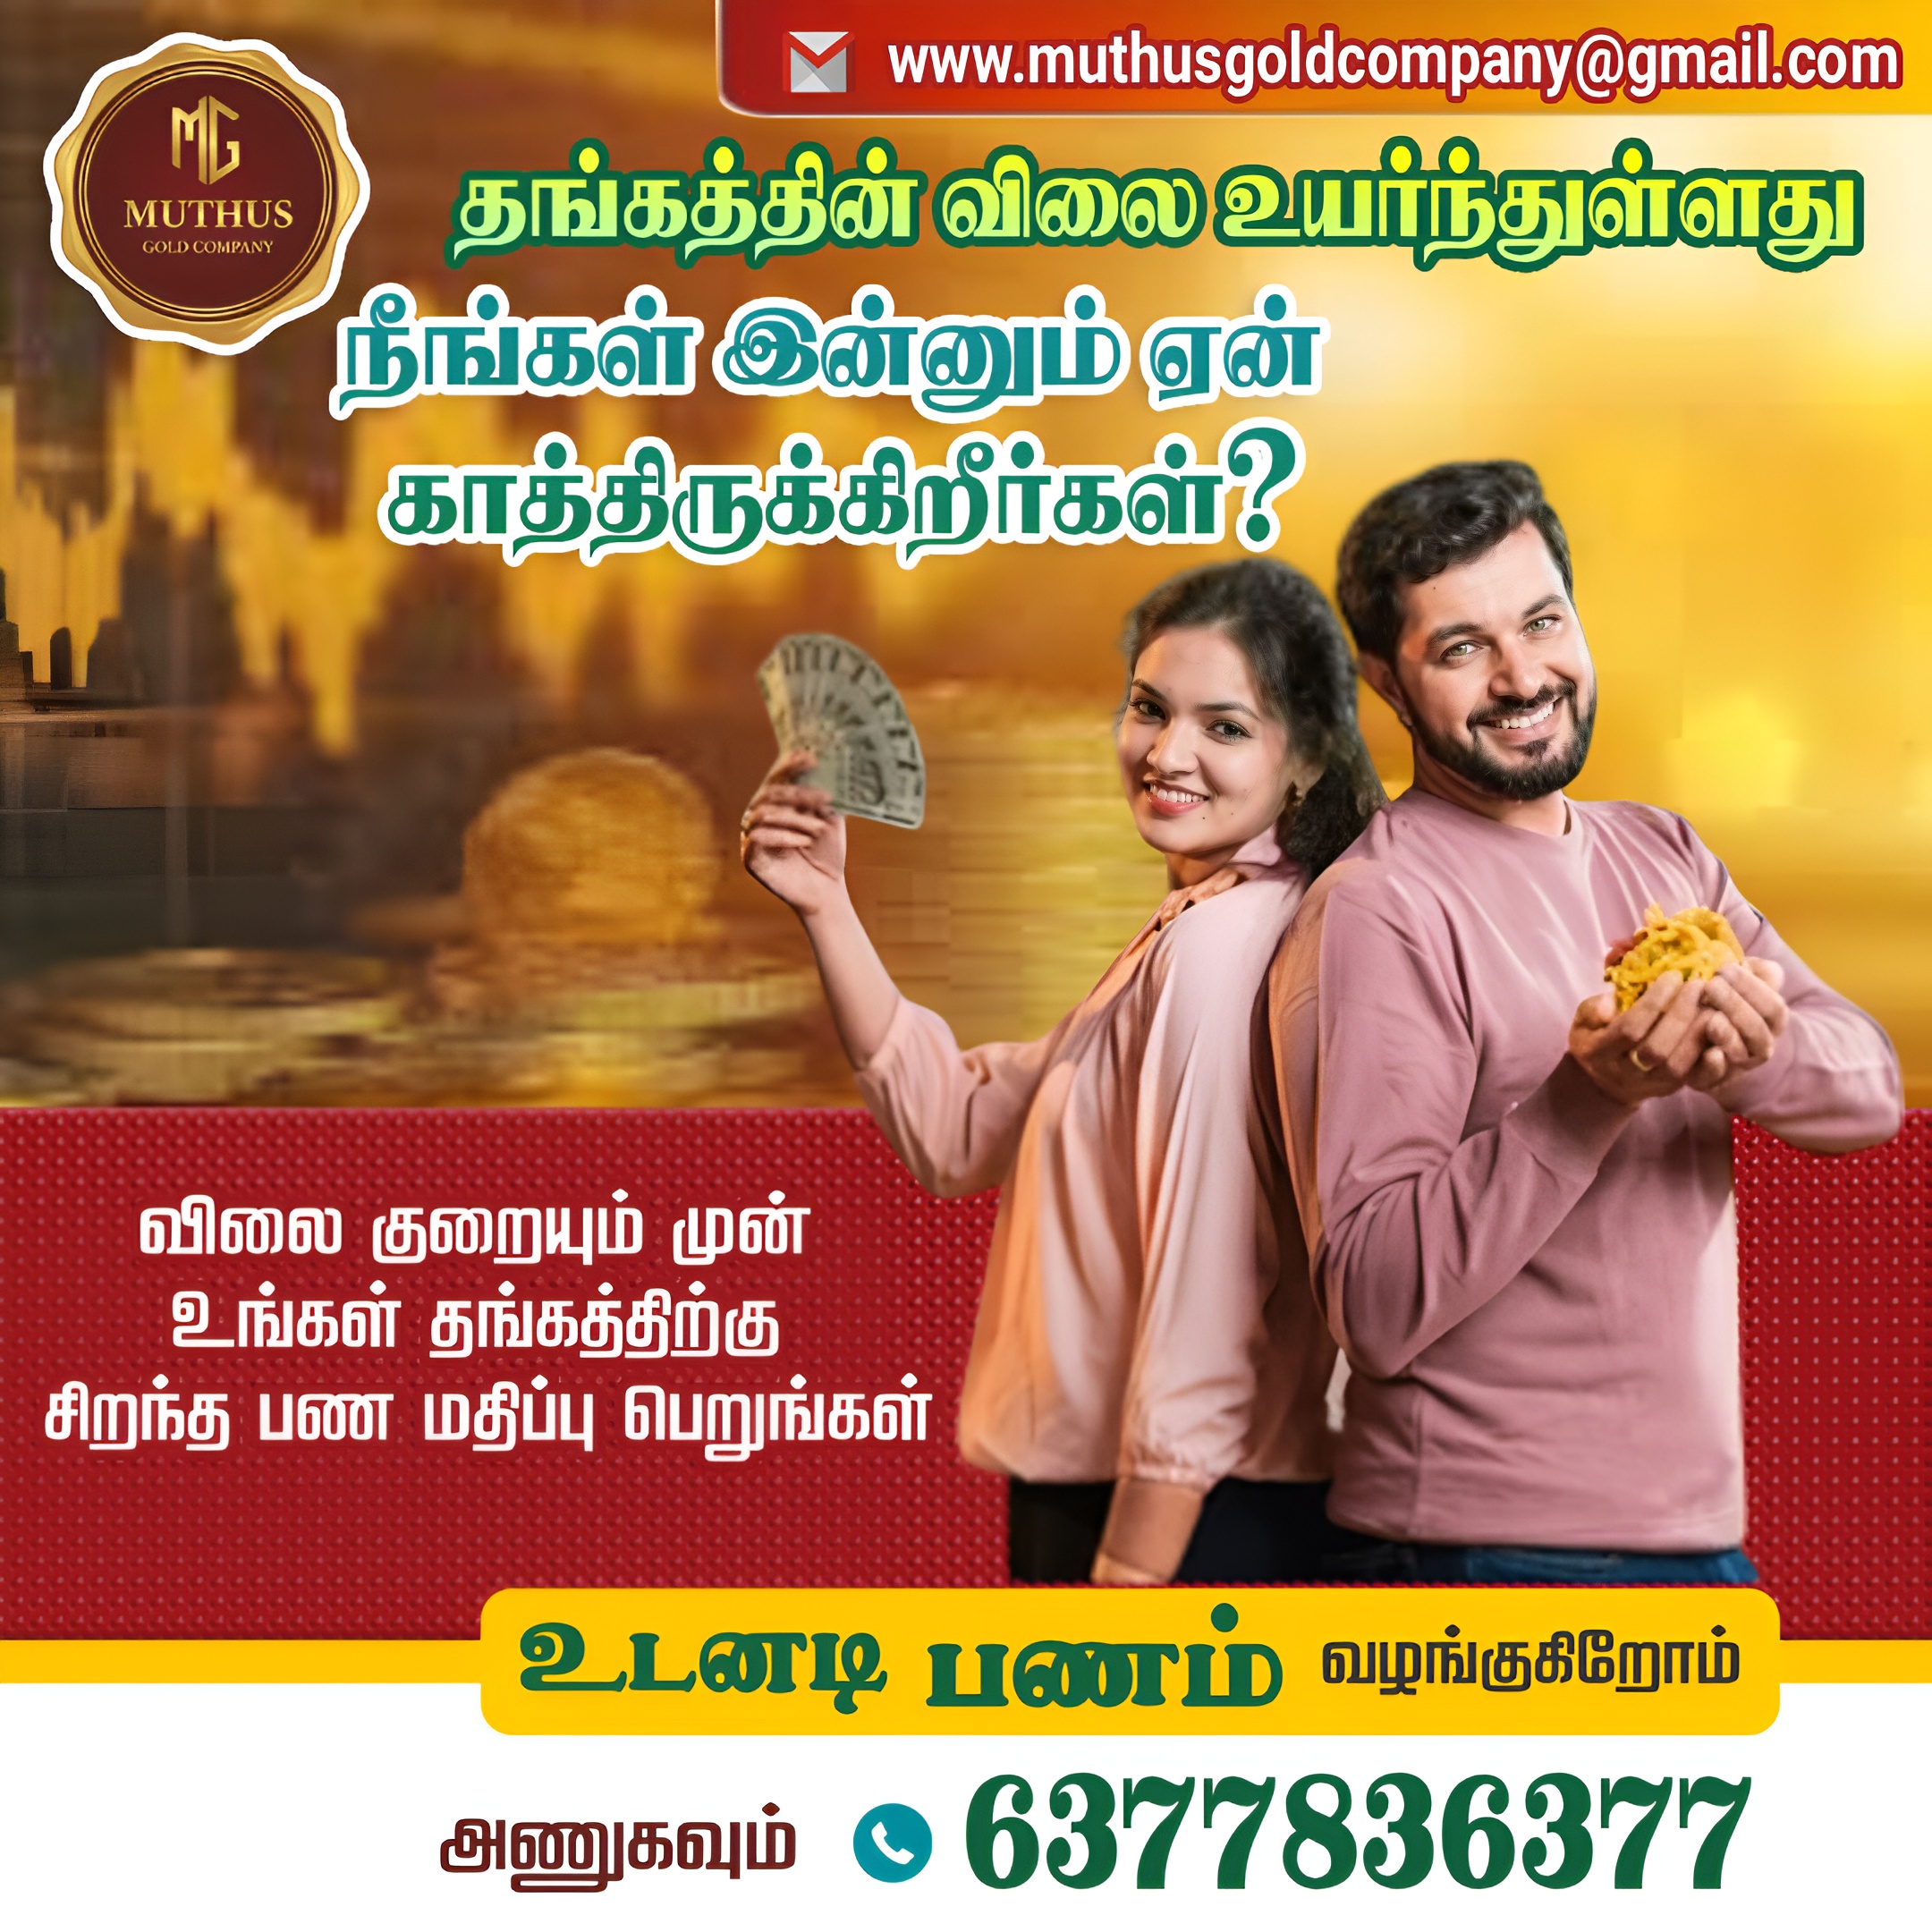 www.muthusgoldcompany@gmail.com
MG
MUTHUS
GOLD COMPANY
தங்கத்தின் விலை உயர்ந்துள்ளது
நீங்கள் இன்னும் ஏன்
காத்திருக்கிறீர்கள்?
விலை குறையும் முன்
உங்கள் தங்கத்திற்கு
சிறந்த பண மதிப்பு பெறுங்கள்
உடனடி பணம் வழங்குகிறோம்
அணுகவும் 6377836377